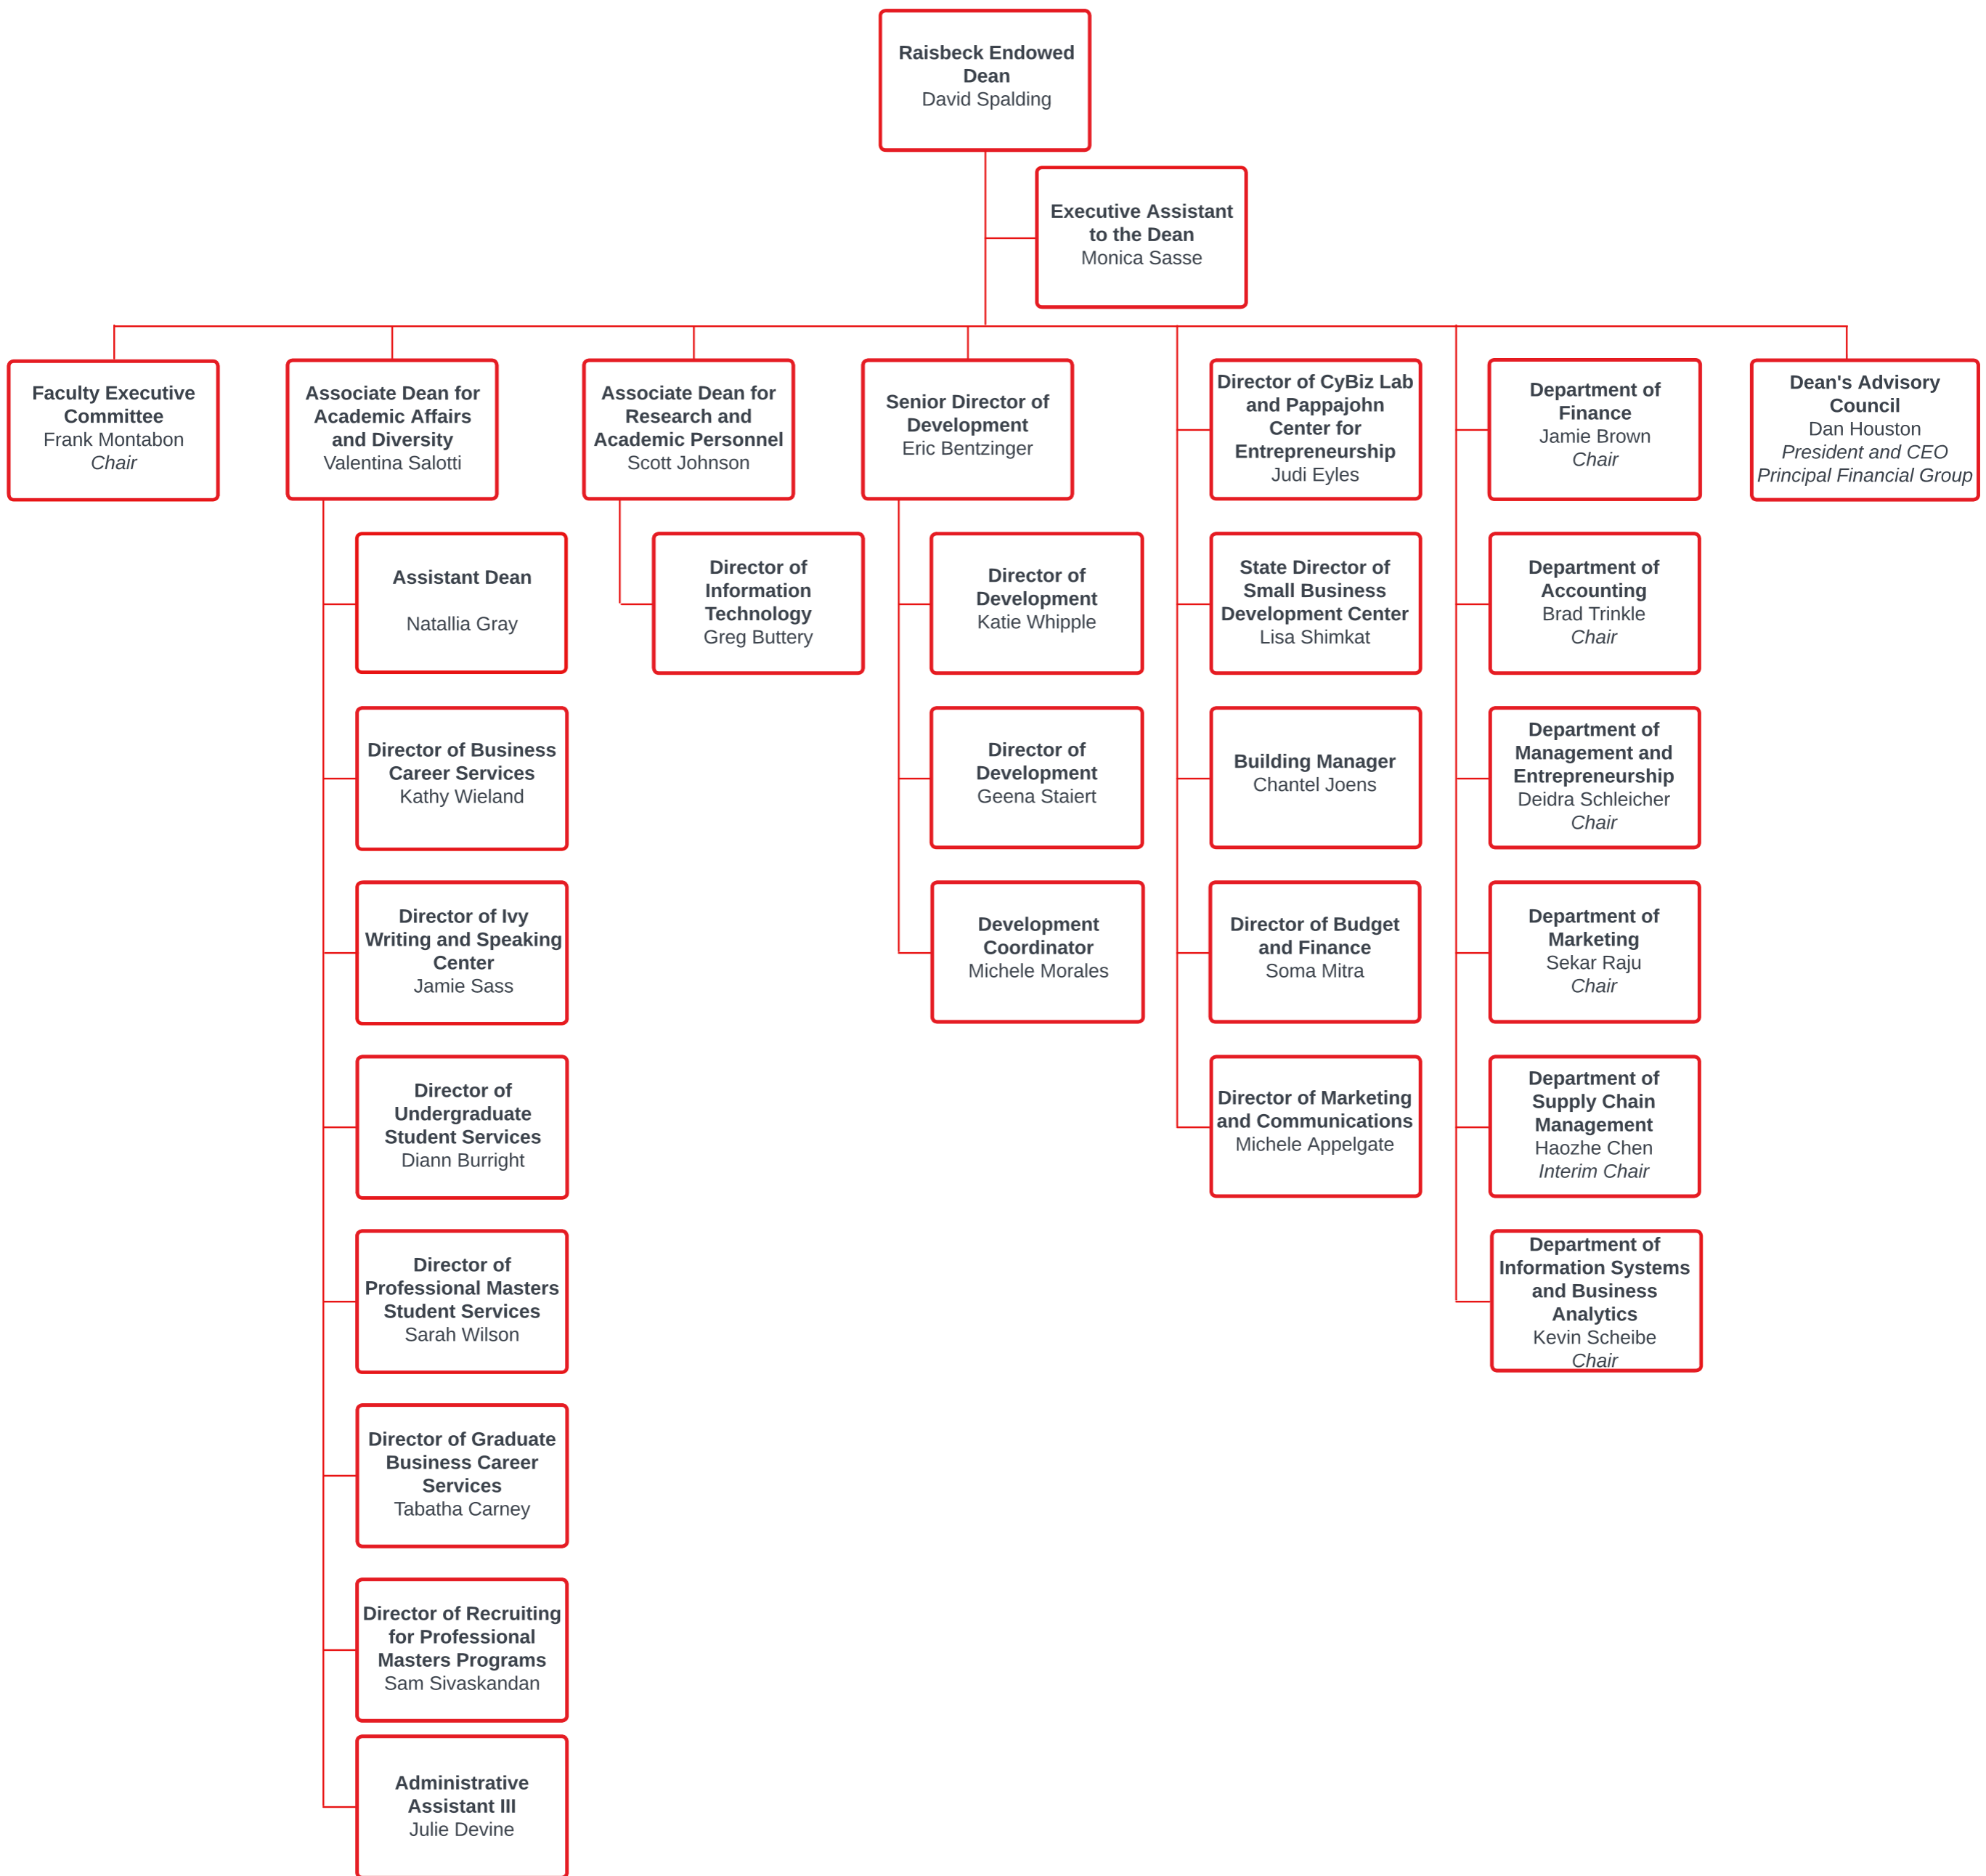 Raisbeck Endowed
Dean
David Spalding
Executive Assistant
to the Dean
Monica Sasse
Faculty Executive
Committee
Frank Montabon
Chair
Associate Dean for
Academic Affairs
and Diversity
Valentina Salotti
Associate Dean for
Research and
Academic Personnel
Scott Johnson
Senior Director of
Development
Eric Bentzinger
Director of CyBiz Lab
and Pappajohn
Center for
Entrepreneurship
Judi Eyles
Department of
Finance
Jamie Brown
Chair
Dean's Advisory
Council
Dan Houston
President and CEO
Principal Financial Group
Assistant Dean
Natallia Gray
Director of
Information
Technology
Greg Buttery
Director of
Development
Katie Whipple
State Director of
Small Business
Development Center
Lisa Shimkat
Department of
Accounting
Brad Trinkle
Chair
Director of Business
Career Services
Kathy Wieland
Director of
Development
Geena Staiert
Building Manager
Chantel Joens
Department of
Management and
Entrepreneurship
Deidra Schleicher
Chair
Director of Ivy
Writing and Speaking
Center
Jamie Sass
Development
Coordinator
Michele Morales
Director of Budget
and Finance
Soma Mitra
Department of
Marketing
Sekar Raju
Chair
Director of
Undergraduate
Student Services
Diann Burright
Director of Marketing
and Communications
Michele Appelgate
Department of
Supply Chain
Management
Haozhe Chen
Interim Chair
Director of
Professional Masters
Student Services
Sarah Wilson
Department of
Information Systems
and Business
Analytics
Kevin Scheibe
Chair
Director of Graduate
Business Career
Services
Tabatha Carney
Director of Recruiting
for Professional
Masters Programs
Sam Sivaskandan
Administrative
Assistant III
Julie Devine